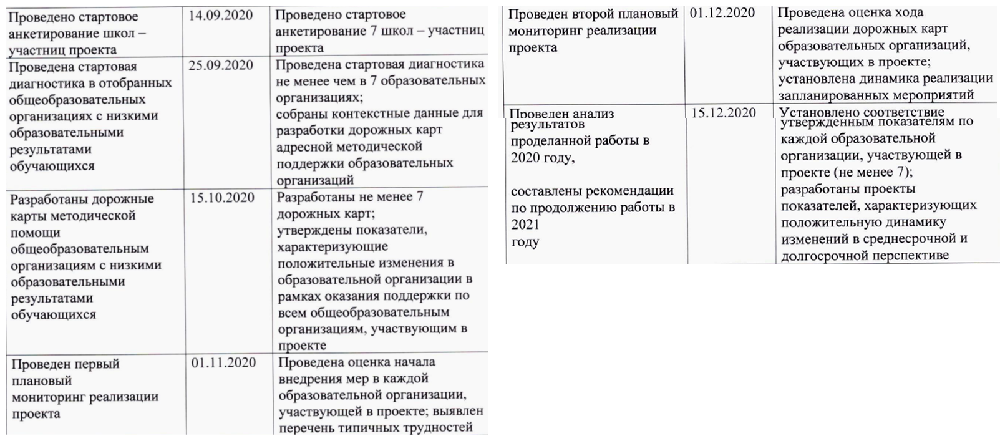 Проведено стартовое
анкетирование школ –
участниц проекта
14.09.2020
Проведено стартовое
анкетирование 7 школ – участниц
проекта
Проведена стартовая
диагностика в отобранных
общеобразовательных
организациях с низкими
образовательными
результатами
обучающихся
25.09.2020
Проведена стартовая диагностика
не менее чем в 7 образовательных
организациях;
собраны контекстные данные для
разработки дорожных карт
адресной методической
поддержки образовательных
организаций
Разработаны дорожные
карты методической
помощи
общеобразовательным
организациям с низкими
образовательными
результатами
обучающихся
15.10.2020
Разработаны не менее 7
дорожных карт;
утверждены показатели,
характеризующие
положительные изменения в
образовательной организации в
рамках оказания поддержки по
всем общеобразовательным
организациям, участвующим в
проекте
Проведен первый
плановый
мониторинг реализации
проекта
01.11.2020
Проведена оценка начала
внедрения мер в каждой
образовательной организации,
участвующей в проекте; выявлен
перечень типичных трудностей
Проведен второй плановый
мониторинг реализации
проекта
01.12.2020
Проведена оценка хода
реализации дорожных карт
образовательных организаций,
участвующих в проекте;
установлена динамика реализации
запланированных мероприятий
Проведен анализ
результатов
проделанной работы в
2020 году,
составлены рекомендации
по продолжению работы в
2021
году
15.12.2020
Установлено соответствие
утвержденным показателям по
каждой образовательной
организации, участвующей в
проекте (не менее 7);
разработаны проекты
показателей, характеризующих
положительную динамику
изменений в среднесрочной и
долгосрочной перспективе